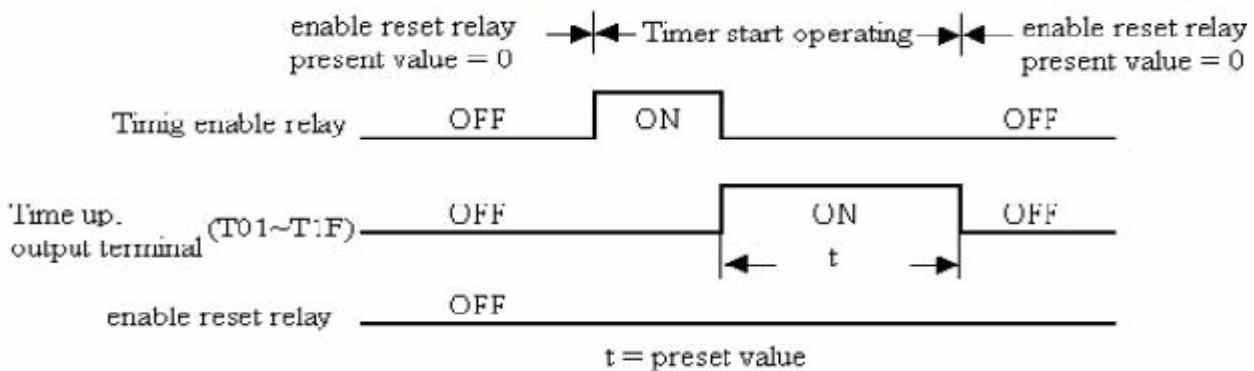 enable reset relay
present value = 0
Timer start operating
enable reset relay
present value = 0
Timig enable relay
OFF
ON
OFF
Time up.
output terminal
(T01~T1F)
OFF
ON
OFF
t
enable reset relay
OFF
t = preset value